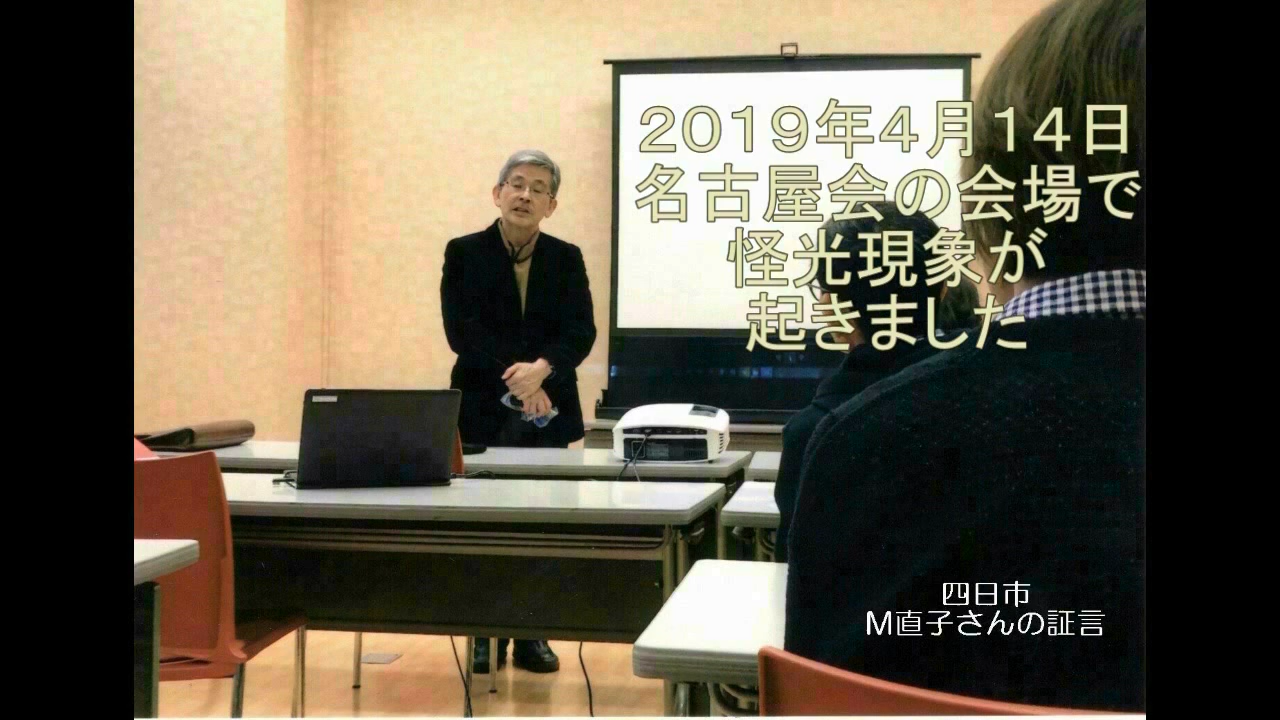 ２０１９年４月１４日
名古屋会の会場で
怪光現象が
起きました
四日市
M直子さんの証言